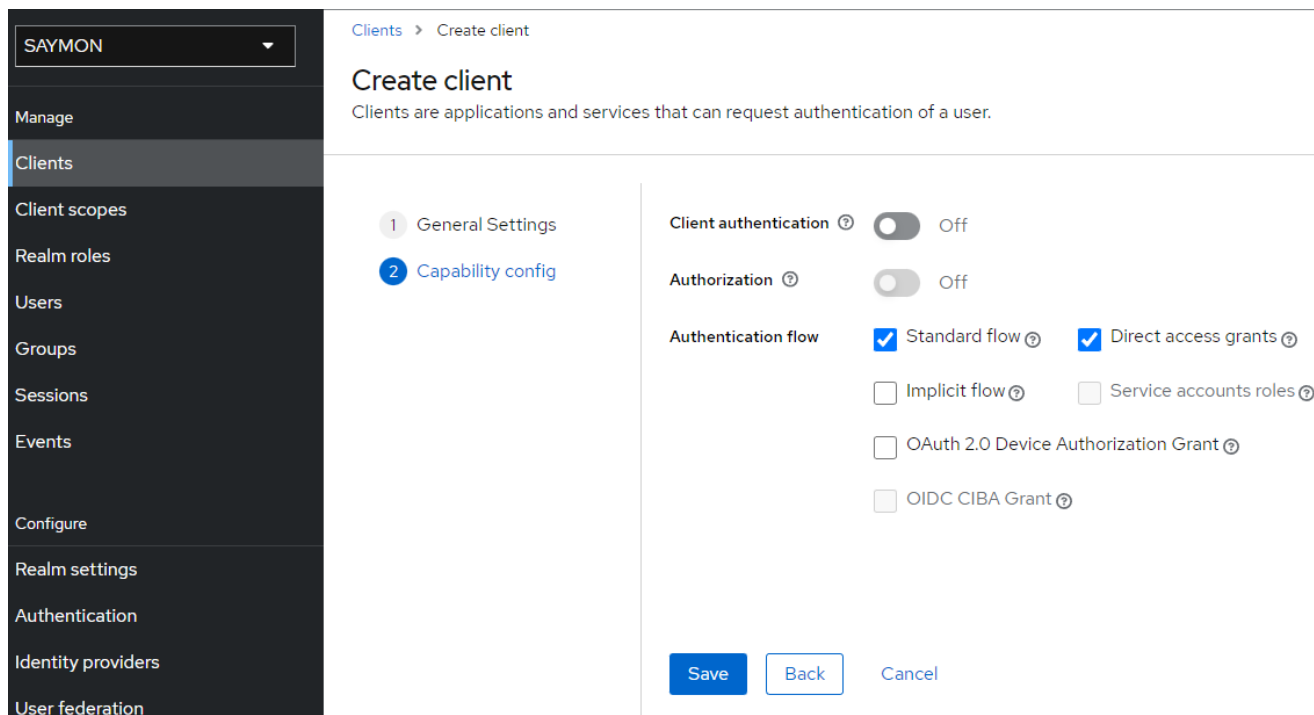 SAYMON
Manage
Clients
Client scopes
Realm roles
Users
Groups
Sessions
Events
Configure
Realm settings
Authentication
Identity providers
User federation
Clients > Create client
Create client
Clients are applications and services that can request authentication of a user.
1 General Settings
2 Capability config
Client authentication ? Off
Authorization ? Off
Authentication flow Standard flow ? Direct access grants ?
Implicit flow ? Service accounts roles ?
OAuth 2.0 Device Authorization Grant ?
OIDC CIBA Grant ?
Save Back Cancel